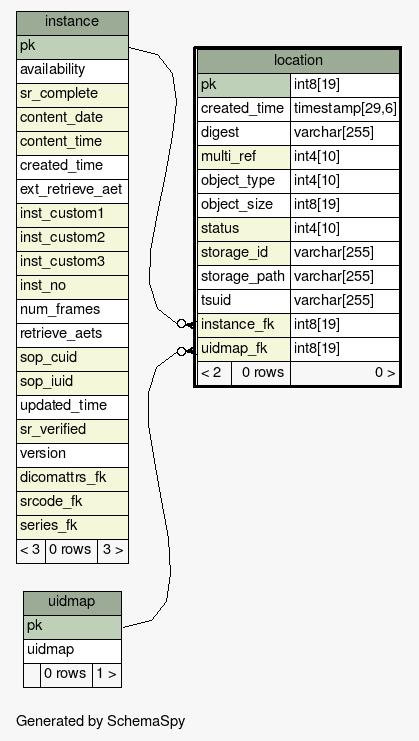 instance
pk
availability
sr_complete
content_date
content_time
created_time
ext_retrieve_aet
inst_custom1
inst_custom2
inst_custom3
inst_no
num_frames
retrieve_aets
sop_cuid
sop_iuid
updated_time
sr_verified
version
dicomattrs_fk
srcode_fk
series_fk
< 3 0 rows 3 >
location
pk int8[19]
created_time timestamp[29,6]
digest varchar[255]
multi_ref int4[10]
object_type int4[10]
object_size int8[19]
status int4[10]
storage_id varchar[255]
storage_path varchar[255]
tsuid varchar[255]
instance_fk int8[19]
uidmap_fk int8[19]
< 2 0 rows 0 >
uidmap
pk
uidmap
0 rows 1 >
Generated by SchemaSpy